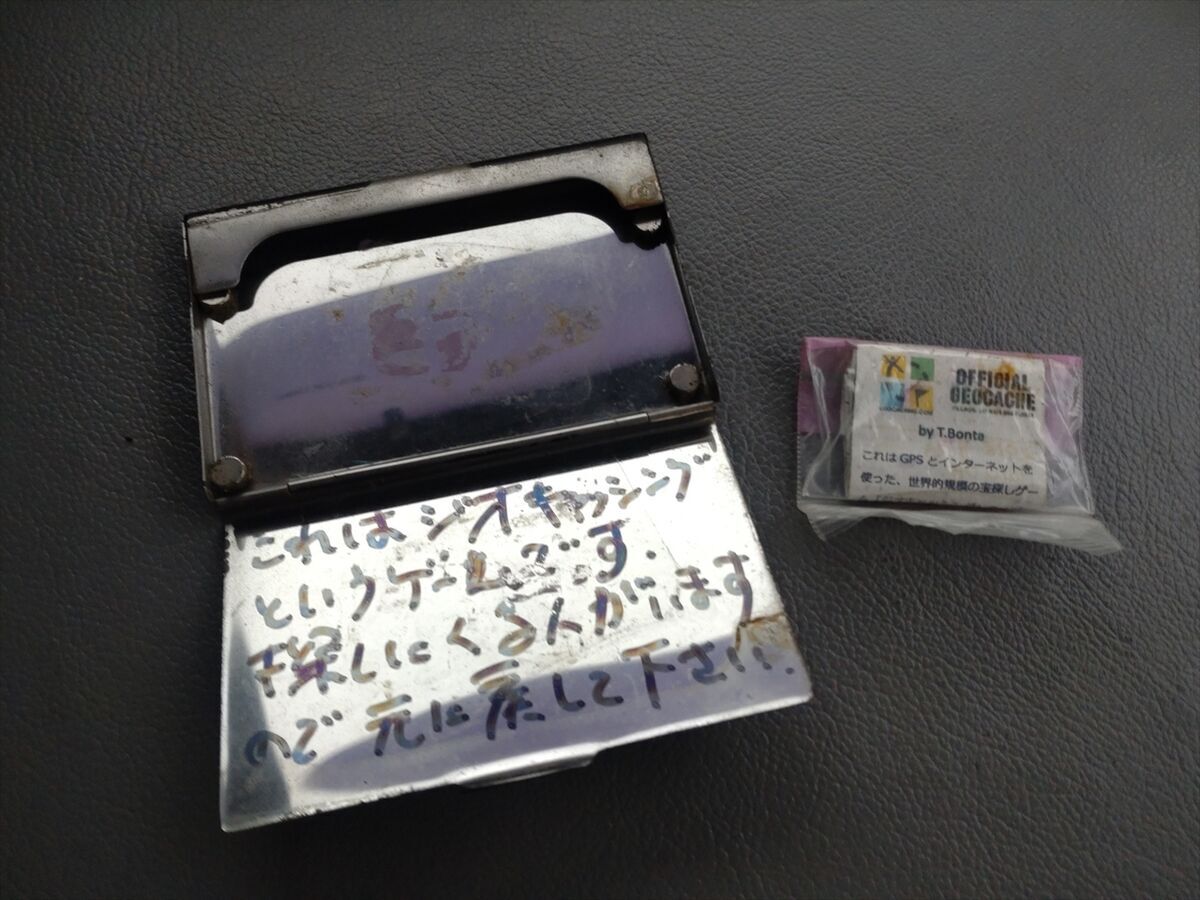 これはジオキャッシング
というゲームです.
探しにくる人がいます
ので 元に戻して下さい.
OFFICIAL
GEOCACHE
by T.Bonta
これは GPS とインターネットを
使った、世界的規模の宝探しゲー